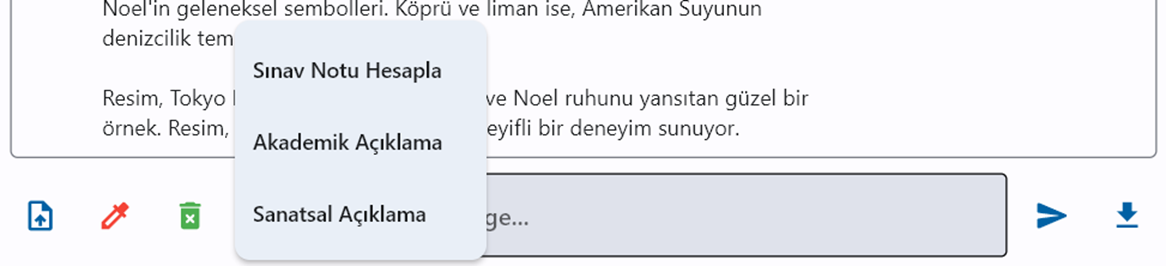 Noel'in geleneksel sembolleri. Köprü ve liman ise, Amerikan Suyunun
denizcilik tem
Sınav Notu Hesapla
Resim, Tokyo ve Noel ruhunu yansıtan güzel bir
örnek. Resim, eyifli bir deneyim sunuyor.
Akademik Açıklama
Sanatsal Açıklama
ge...